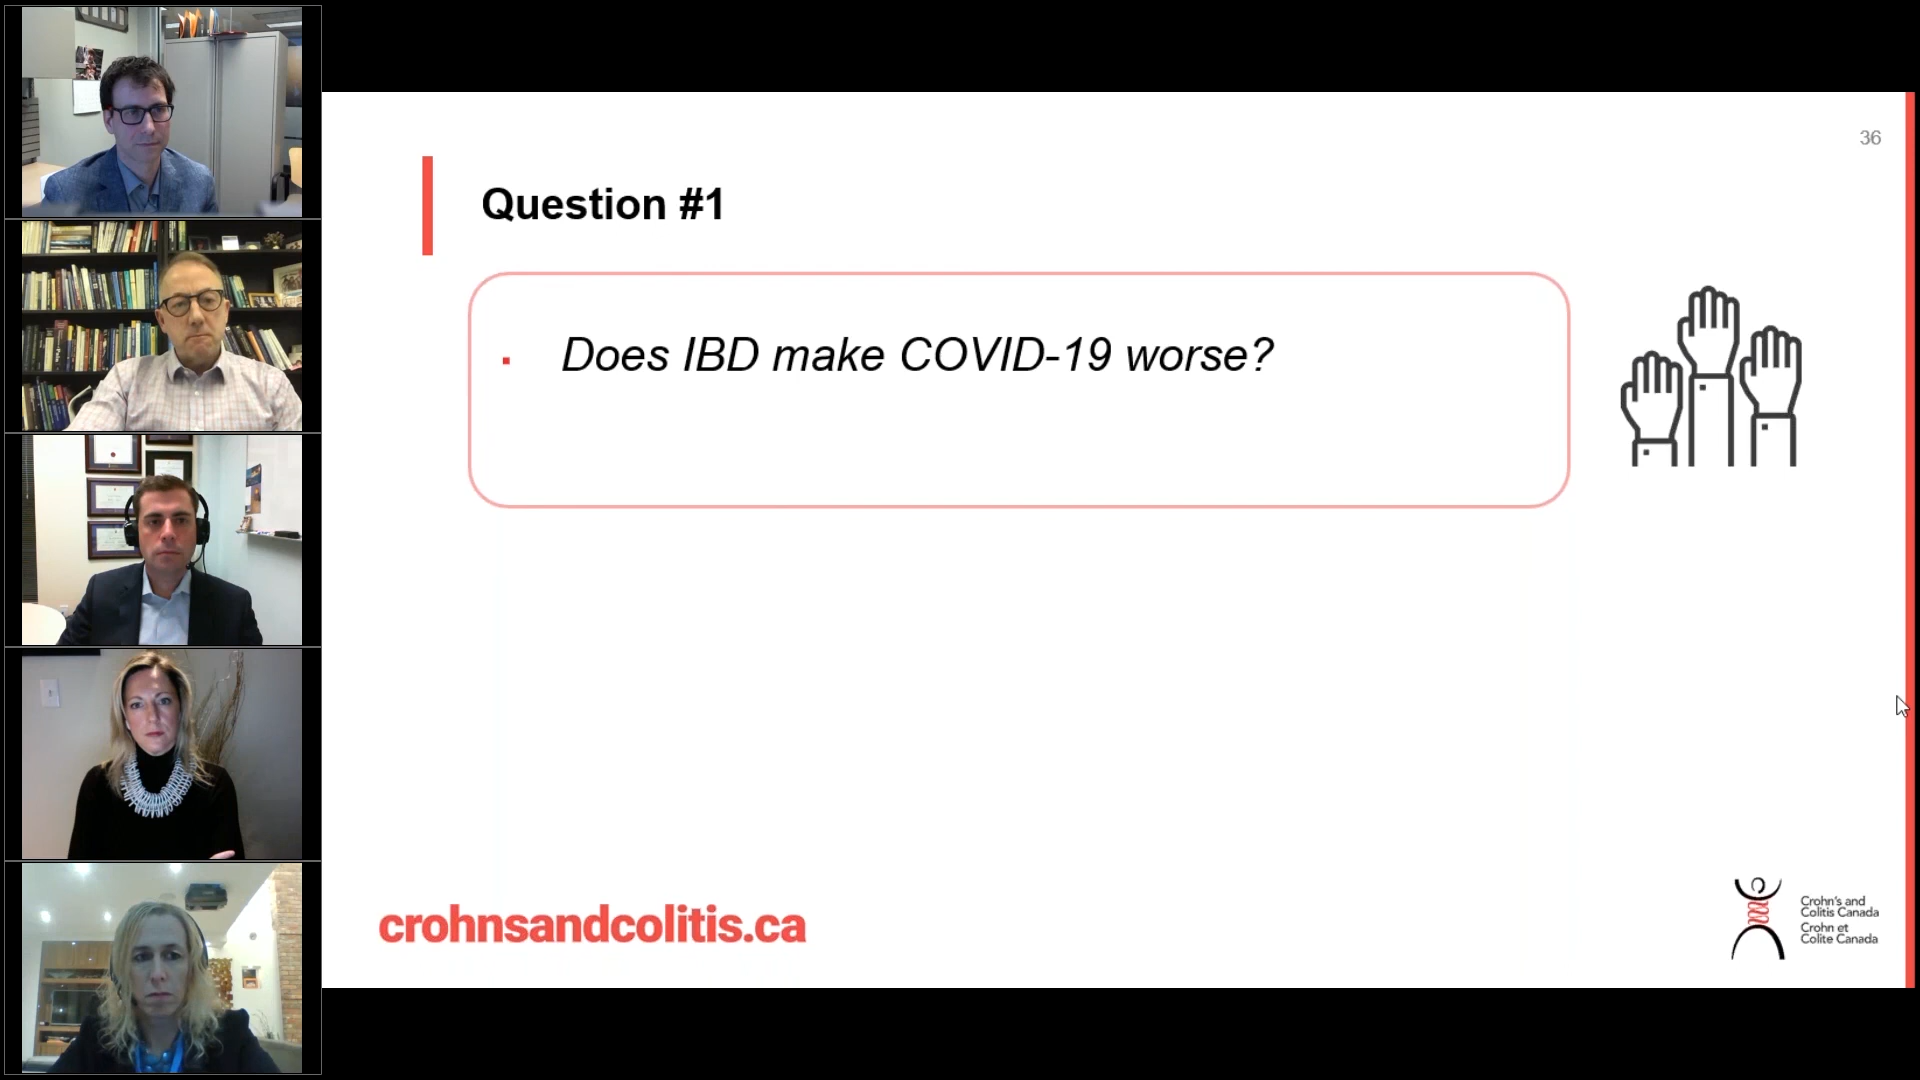 36
Question #1
▪ Does IBD make COVID-19 worse?
crohnsandcolitis.ca
Crohn's and
Colitis Canada
Crohn et
Colite Canada